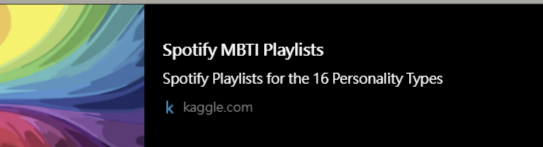 Spotify MBTI Playlists
Spotify Playlists for the 16 Personality Types
k kaggle.com